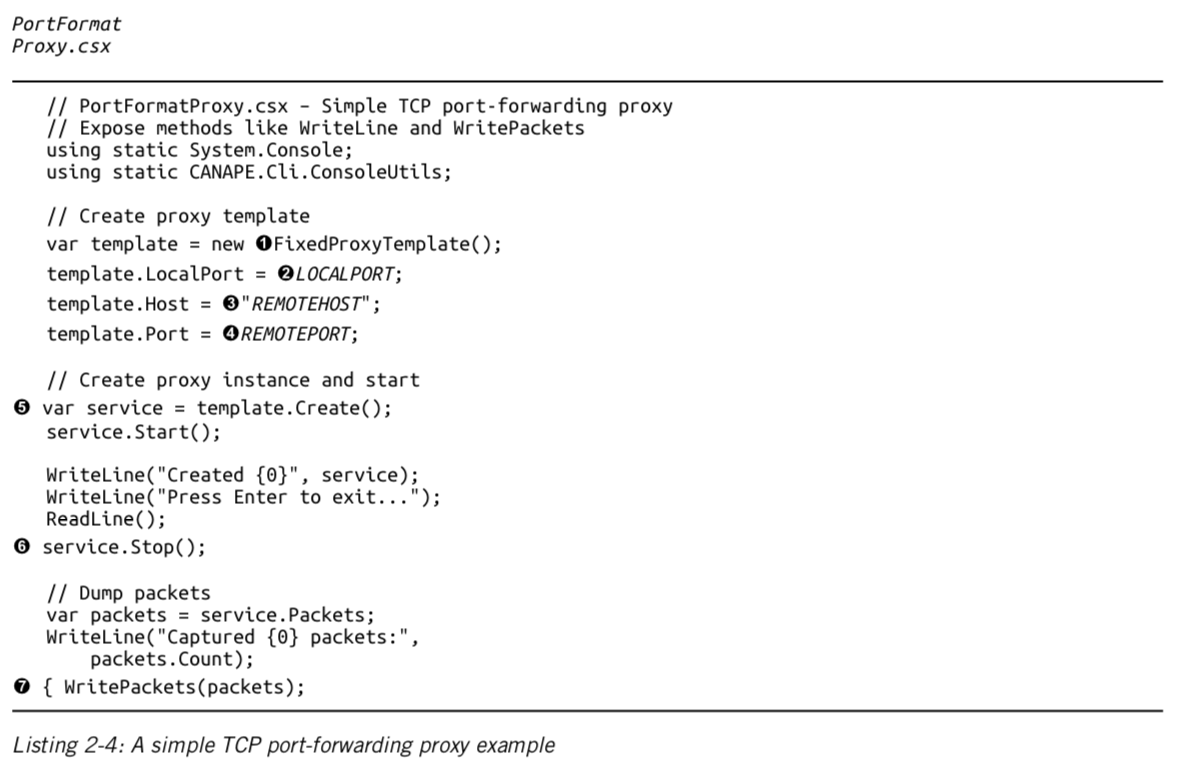 PortFormat
Proxy.csx
// PortFormatProxy.csx – Simple TCP port-forwarding proxy
// Expose methods like WriteLine and WritePackets
using static System.Console;
using static CANAPE.Cli.ConsoleUtils;
// Create proxy template
var template = new ❶FixedProxyTemplate();
template.LocalPort = ❷LOCALPORT;
template.Host = ❸"REMOTEHOST";
template.Port = ❹REMOTEPORT;
// Create proxy instance and start
❺ var service = template.Create();
service.Start();
WriteLine("Created {0}", service);
WriteLine("Press Enter to exit...");
ReadLine();
❻ service.Stop();
// Dump packets
var packets = service.Packets;
WriteLine("Captured {0} packets:",
packets.Count);
❼ { WritePackets(packets);
Listing 2-4: A simple TCP port-forwarding proxy example